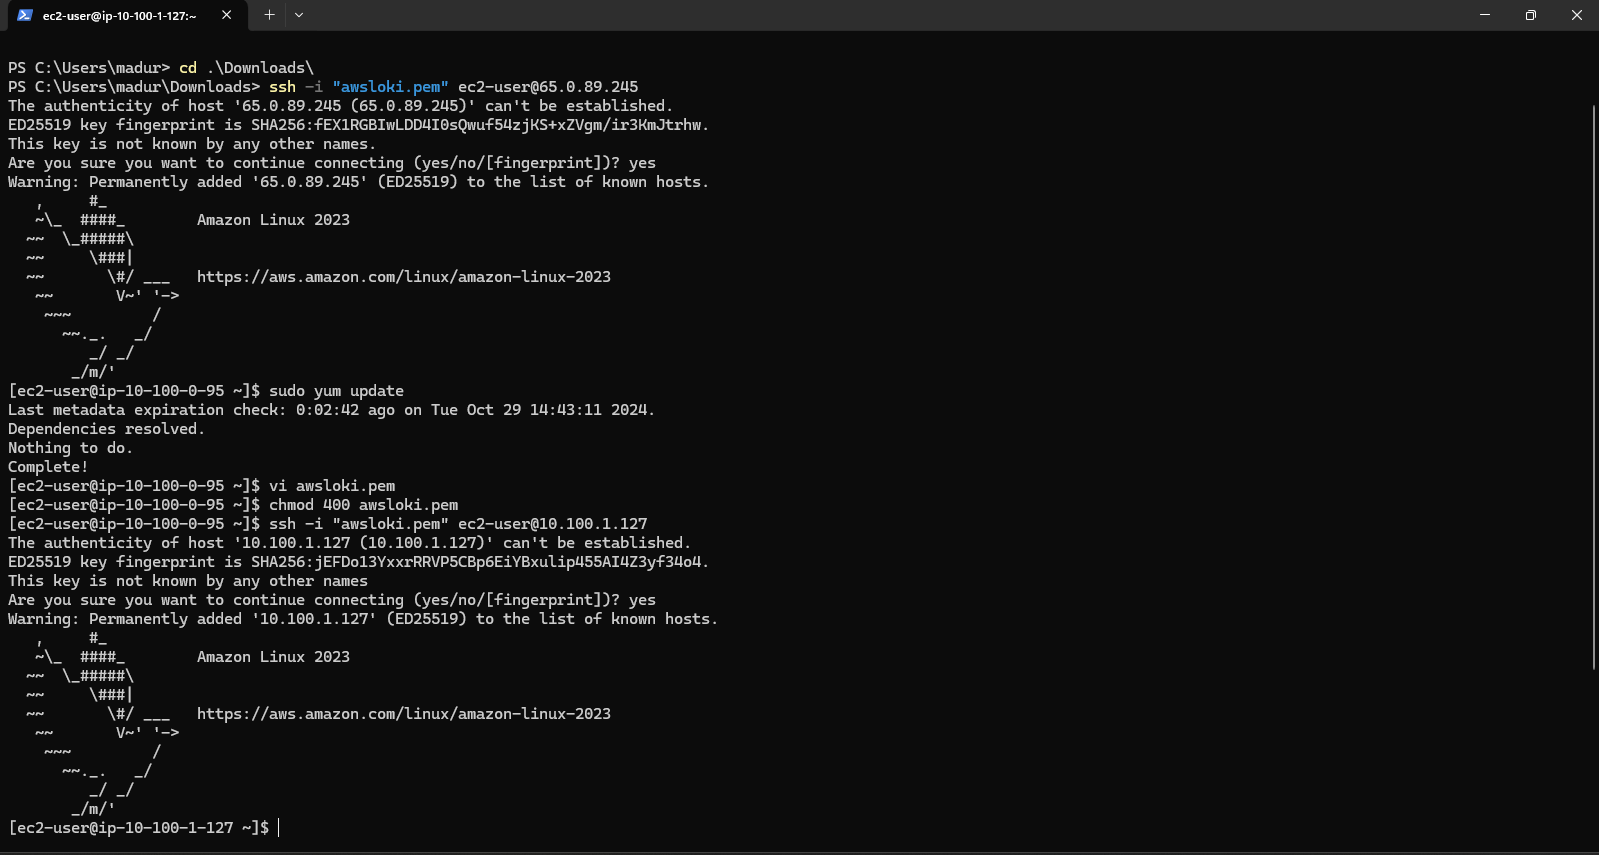 ec2-user@ip-10-100-1-127:~
PS C:\Users\madur> cd .\Downloads\
PS C:\Users\madur\Downloads> ssh -i "awsloki.pem" ec2-user@65.0.89.245
The authenticity of host '65.0.89.245 (65.0.89.245)' can't be established.
ED25519 key fingerprint is SHA256:fEX1RGBIwLDD4I0sQwuf54zjKS+xZVgm/ir3KmJtrhw.
This key is not known by any other names.
Are you sure you want to continue connecting (yes/no/[fingerprint])? yes
Warning: Permanently added '65.0.89.245' (ED25519) to the list of known hosts.
   ,     #_
   ~\_  ####_        Amazon Linux 2023
  ~~  \_#####\
  ~~     \###|
  ~~       \#/ ___   https://aws.amazon.com/linux/amazon-linux-2023
   ~~       V~' '->
    ~~~         /
      ~~._.   _/
         _/ _/
       _/m/'
[ec2-user@ip-10-100-0-95 ~]$ sudo yum update
Last metadata expiration check: 0:02:42 ago on Tue Oct 29 14:43:11 2024.
Dependencies resolved.
Nothing to do.
Complete!
[ec2-user@ip-10-100-0-95 ~]$ vi awsloki.pem
[ec2-user@ip-10-100-0-95 ~]$ chmod 400 awsloki.pem
[ec2-user@ip-10-100-0-95 ~]$ ssh -i "awsloki.pem" ec2-user@10.100.1.127
The authenticity of host '10.100.1.127 (10.100.1.127)' can't be established.
ED25519 key fingerprint is SHA256:jEFDo13YxxrRRVP5CBp6EiYBxulip455AI4Z3yf34o4.
This key is not known by any other names
Are you sure you want to continue connecting (yes/no/[fingerprint])? yes
Warning: Permanently added '10.100.1.127' (ED25519) to the list of known hosts.
   ,     #_
   ~\_  ####_        Amazon Linux 2023
  ~~  \_#####\
  ~~     \###|
  ~~       \#/ ___   https://aws.amazon.com/linux/amazon-linux-2023
   ~~       V~' '->
    ~~~         /
      ~~._.   _/
         _/ _/
       _/m/'
[ec2-user@ip-10-100-1-127 ~]$